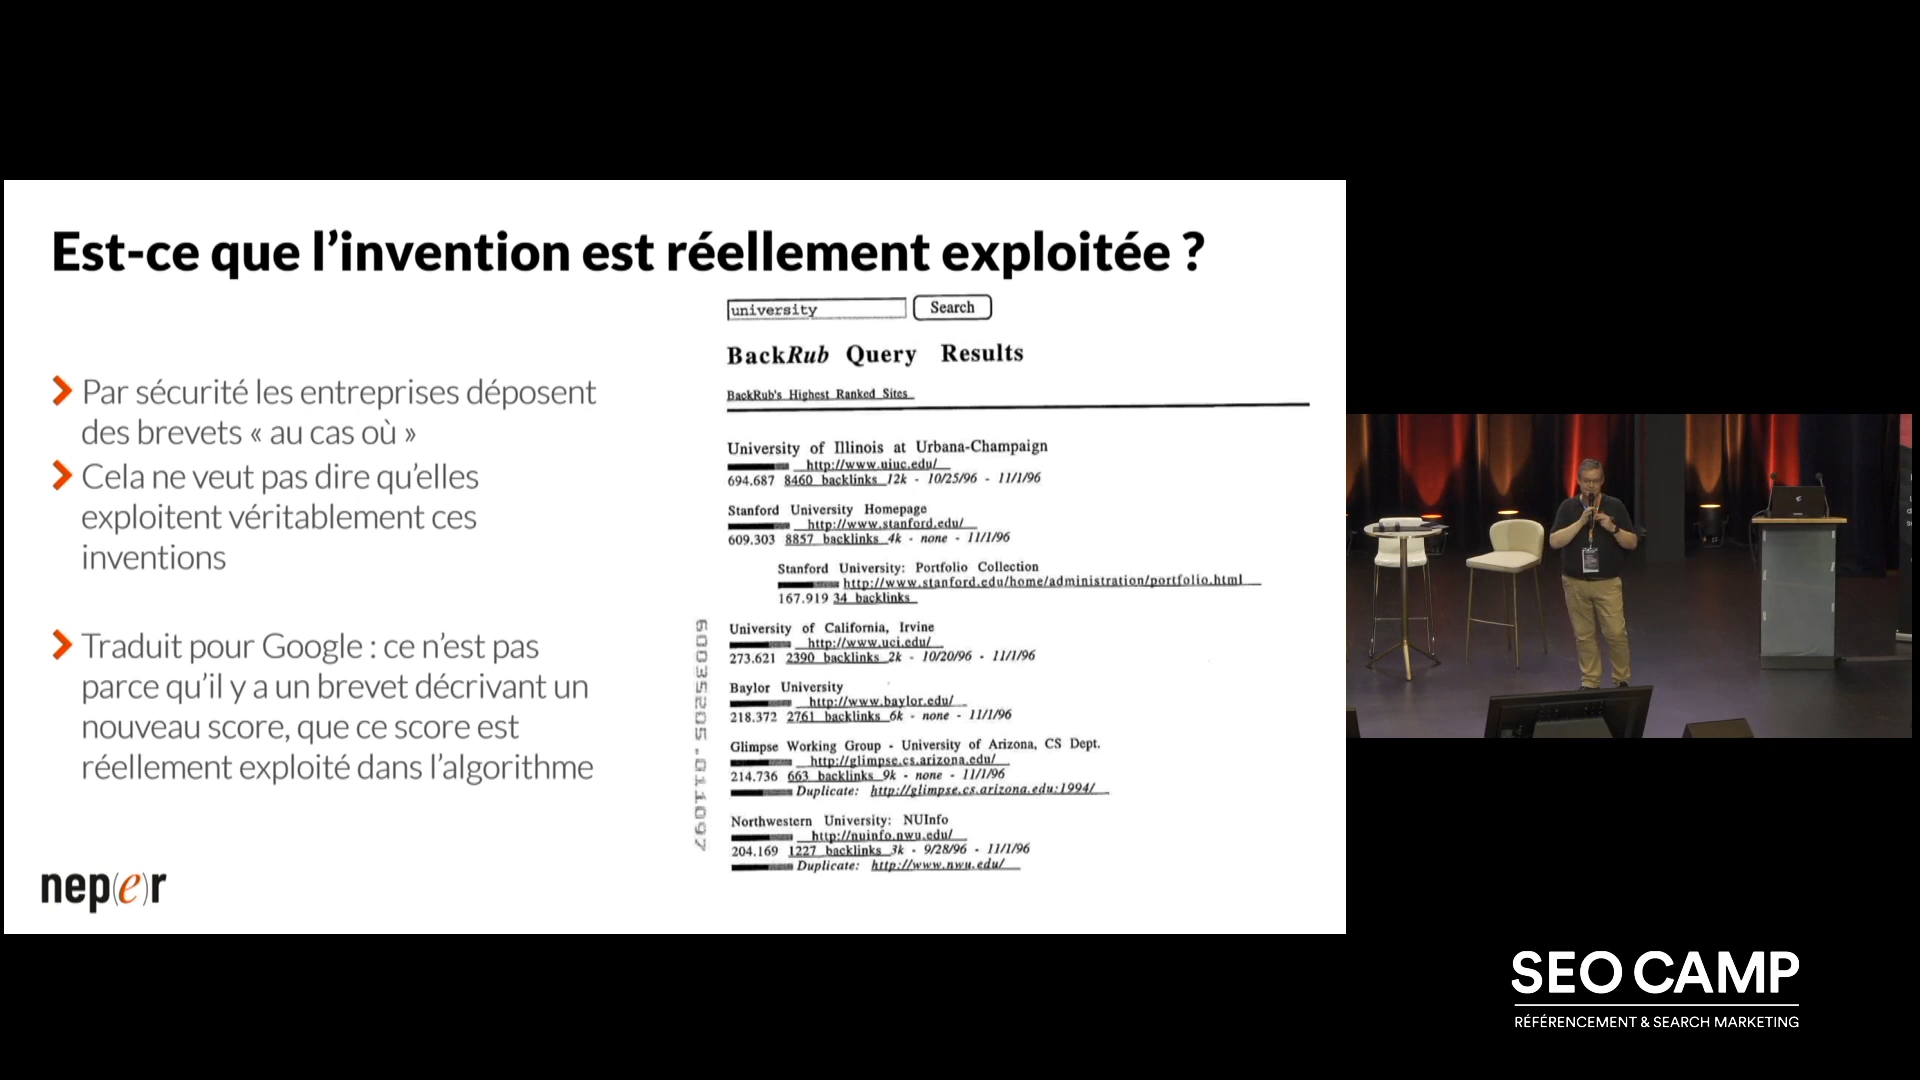 Est-ce que l’invention est réellement exploitée ?
Par sécurité les entreprises déposent
des brevets « au cas où »
Cela ne veut pas dire qu’elles
exploitent véritablement ces
inventions
Traduit pour Google : ce n’est pas
parce qu’il y a un brevet décrivant un
nouveau score, que ce score est
réellement exploité dans l’algorithme
nep(e)r
university Search
BackRub Query Results
BackRub's Highest Ranked Sites
University of Illinois at Urbana-Champaign
http://www.uiuc.edu/
694.687 8460 backlinks 12k - 10/25/96 - 11/1/96
Stanford University Homepage
http://www.stanford.edu/
609.303 8857 backlinks 4k - none - 11/1/96
Stanford University: Portfolio Collection
http://www.stanford.edu/home/administration/portfolio.html
167.919 34 backlinks
University of California, Irvine
http://www.uci.edu/
273.621 2390 backlinks 2k - 10/20/96 - 11/1/96
Baylor University
http://www.baylor.edu/
218.372 2761 backlinks 6k - none - 11/1/96
Glimpse Working Group - University of Arizona, CS Dept.
http://glimpse.cs.arizona.edu/
214.736 663 backlinks 9k - none - 11/1/96
Duplicate: http://glimpse.cs.arizona.edu:1994/
Northwestern University: NUInfo
http://nuinfo.nwu.edu/
204.169 1227 backlinks 3k - 9/28/96 - 11/1/96
Duplicate: http://www.nwu.edu/
60035205.011097
SEO CAMP
RÉFÉRENCEMENT & SEARCH MARKETING